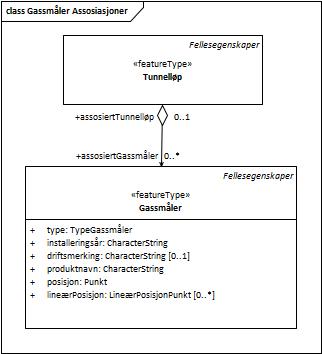 class Gassmåler Assosiasjoner
Fellesegenskaper
«featureType»
Tunnelløp
+assosiertTunnelløp 0..1
+assosiertGassmåler 0..*
Fellesegenskaper
«featureType»
Gassmåler
+ type: TypeGassmåler
+ installeringsår: CharacterString
+ driftsmerking: CharacterString [0..1]
+ produktnavn: CharacterString
+ posisjon: Punkt
+ lineærPosisjon: LineærPosisjonPunkt [0..*]